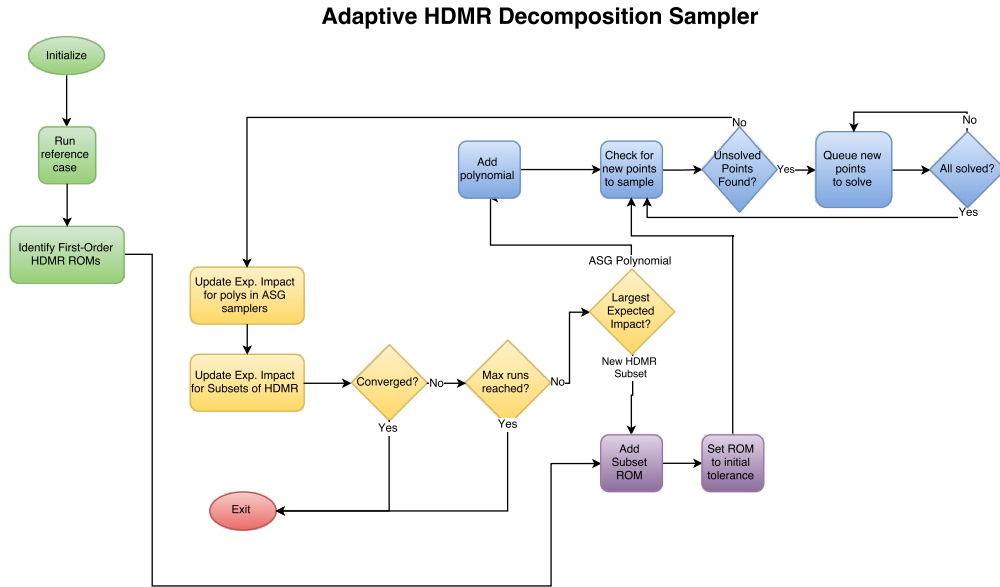 Adaptive HDMR Decomposition Sampler
Initialize
Run
reference
case
Identify First-Order
HDMR ROMs
No
Add
polynomial
Check for
new points
to sample
Unsolved
Points
Found?
Yes
Queue new
points
to solve
No
All solved?
Yes
Update Exp. Impact
for polys in ASG
samplers
Update Exp. Impact
for Subsets of HDMR
Converged?
No
Yes
Max runs
reached?
No
Yes
ASG Polynomial
Largest
Expected
Impact?
New HDMR
Subset
Add
Subset
ROM
Set ROM
to initial
tolerance
Exit